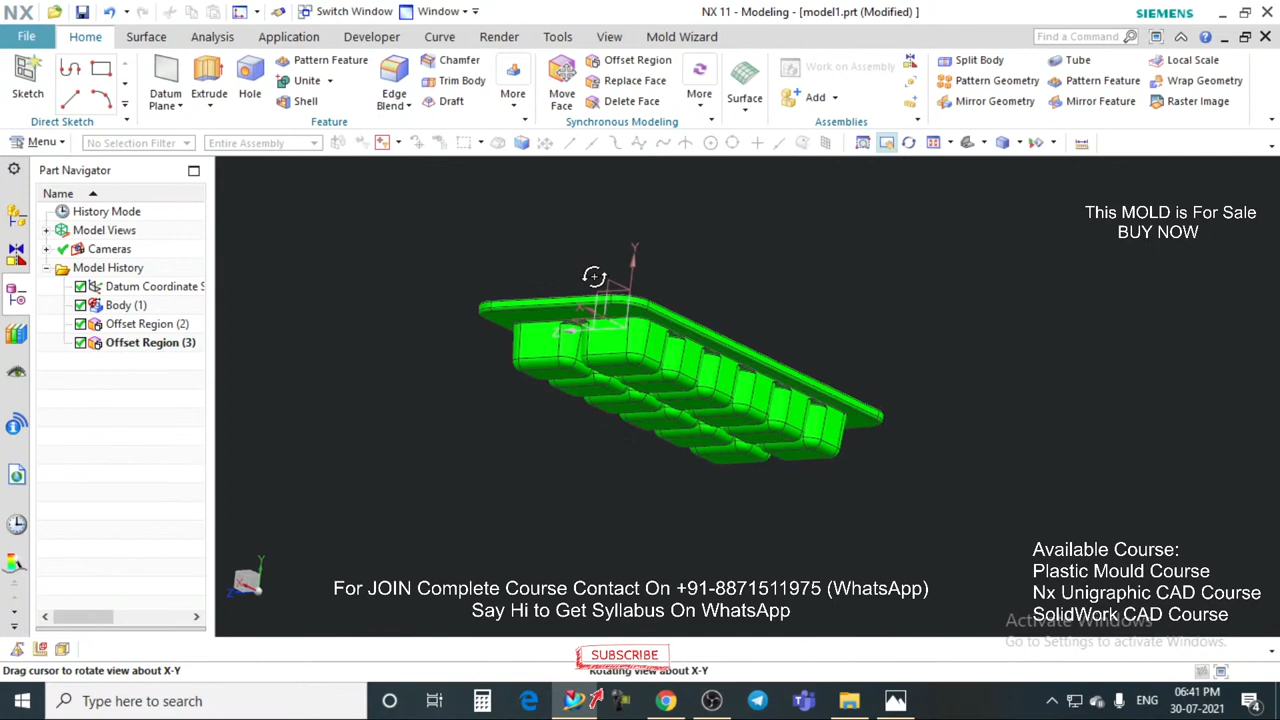 NX
Switch Window
Window
NX 11 - Modeling - [model1.prt (Modified) ]
SIEMENS
File
Home
Surface
Analysis
Application
Developer
Curve
Render
Tools
View
Mold Wizard
Find a Command
Sketch
Direct Sketch
Datum
Plane
Extrude
Hole
Pattern Feature
Unite
Shell
Edge
Blend
Chamfer
Trim Body
Draft
More
Feature
Move
Face
Offset Region
Replace Face
Delete Face
More
Synchronous Modeling
Surface
Work on Assembly
Add
Assemblies
Split Body
Pattern Geometry
Mirror Geometry
Tube
Pattern Feature
Mirror Feature
Local Scale
Wrap Geometry
Raster Image
Menu
No Selection Filter
Entire Assembly
Part Navigator
Name
History Mode
Model Views
Cameras
Model History
Datum Coordinate S
Body (1)
Offset Region (2)
Offset Region (3)
This MOLD is For Sale
BUY NOW
Y
X
Y
X
Z
For JOIN Complete Course Contact On +91-8871511975 (WhatsApp)
Say Hi to Get Syllabus On WhatsApp
Available Course:
Plastic Mould Course
Nx Unigraphic CAD Course
SolidWork CAD Course
Activate Windows
Go to Settings to activate Windows.
SUBSCRIBE
Drag cursor to rotate view about X-Y
Rotating view about X-Y
Type here to search
ENG
06:41 PM
30-07-2021
4